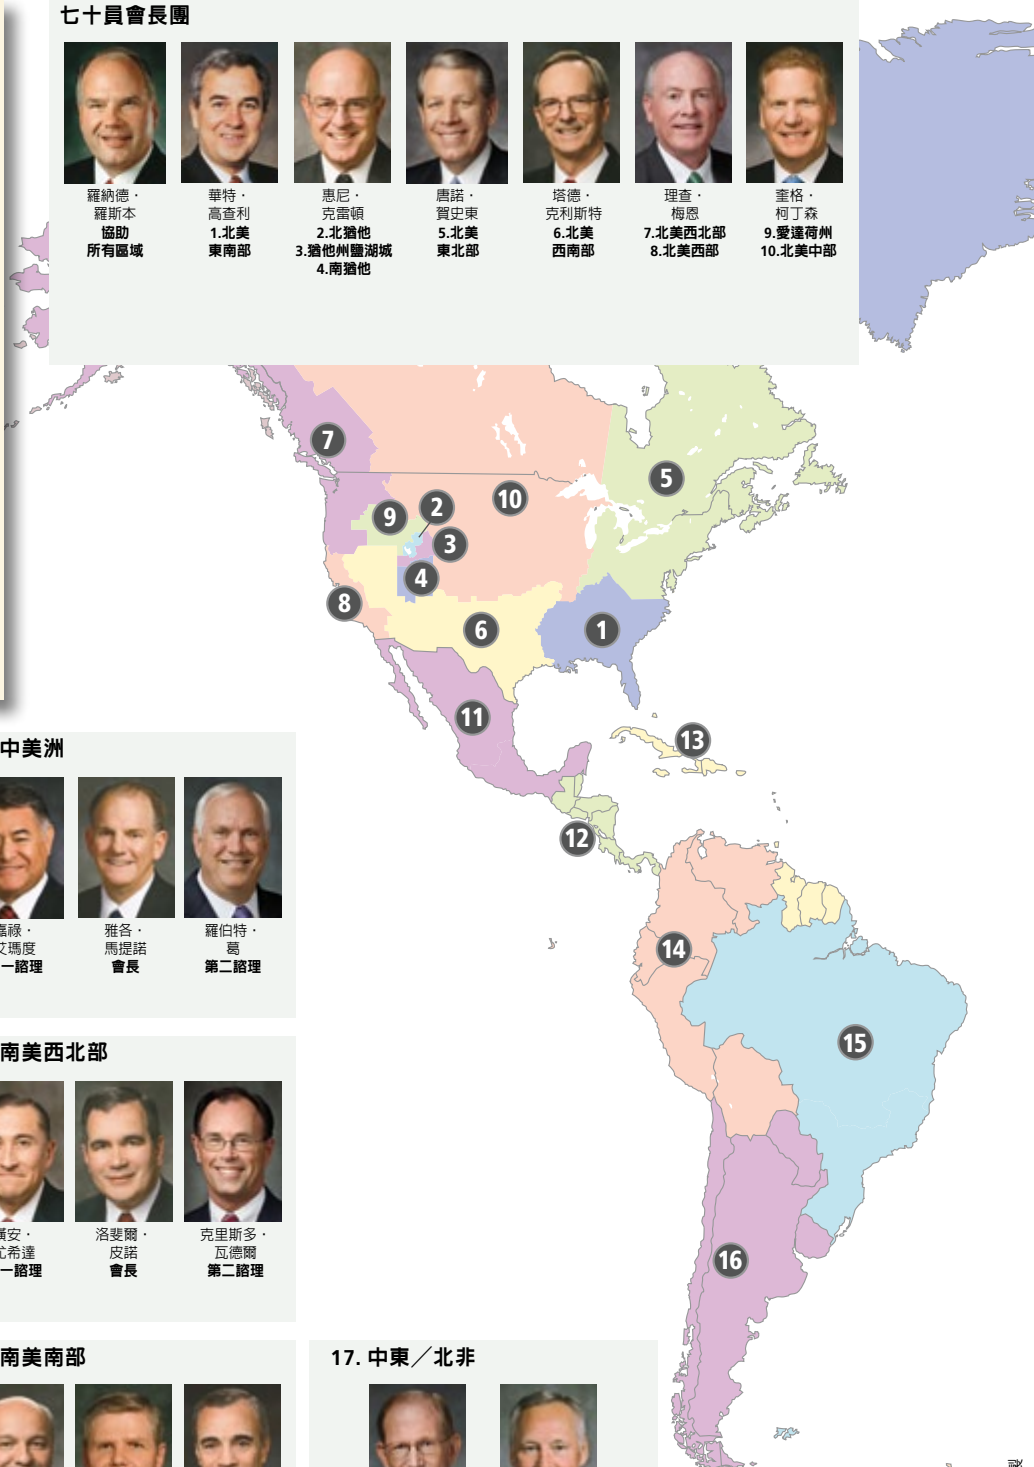 七十員會長團
羅納德．
羅斯本
協助
所有區域
華特．
高查利
1.北美
東南部
惠尼．
克雷頓
2.北猶他
3.猶他州鹽湖城
4.南猶他
唐諾．
賀史東
5.北美
東北部
塔德．
克利斯特
6.北美
西南部
理查．
梅恩
7.北美西北部
8.北美西部
奎格．
柯丁森
9.愛達荷州
10.北美中部
7
5
10
2
9
3
4
8
6
1
11
13
12
14
15
16
中美洲
嘉祿．
艾瑪度
一諮理
雅各．
馬提諾
會長
羅伯特．
葛
第二諮理
南美西北部
安．
尤希達
一諮理
洛斐爾．
皮諾
會長
克里斯多．
瓦德爾
第二諮理
南美南部
17. 中東／北非